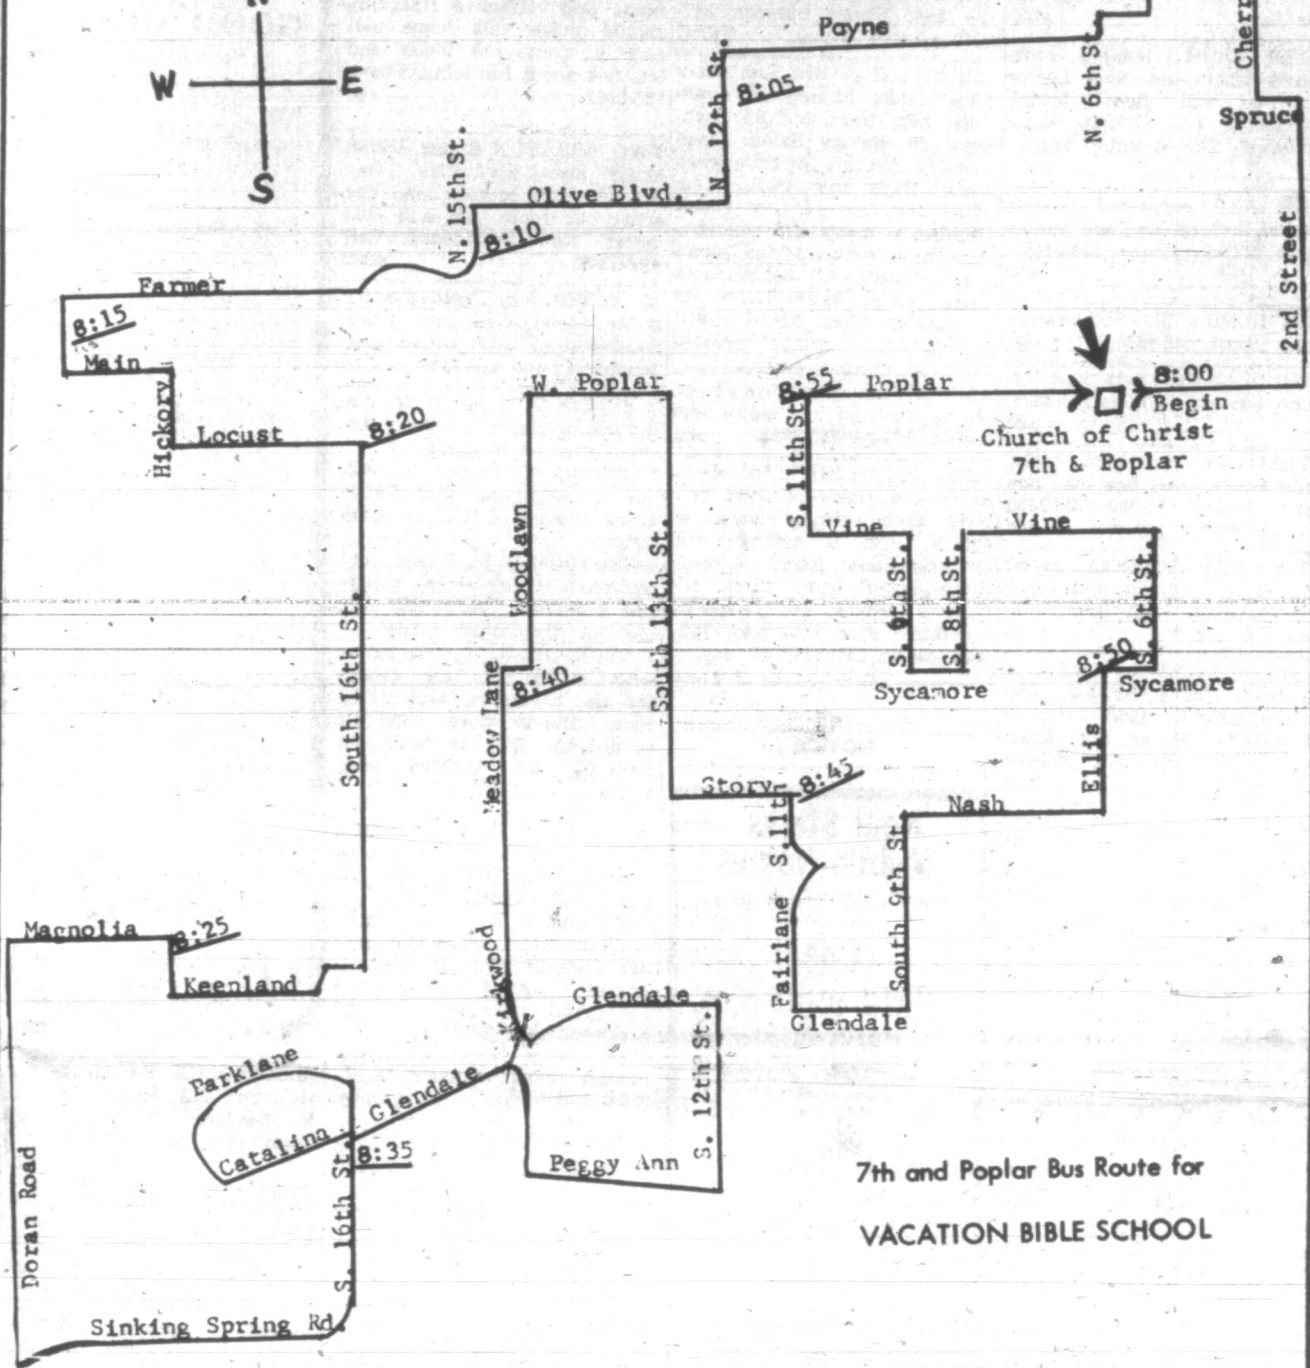 Payne
N. 6th St.
Cherr
Spruce
W
E
S
N. 12th St.
8:05
N. 15th St.
Olive Blvd.
8:10
2nd Street
Farmer
8:15
Main
Hickory
Locust
8:20
W. Poplar
8:55
Poplar
8:00
Begin
Church of Christ
7th & Poplar
S. 11th St.
Vine
Vine
Woodlawn
South 13th St.
S. 9th St.
S. 8th St.
S. 6th St.
South 16th St.
Meadow Lane
8:40
8:50
Sycamore
Sycamore
Ellis
Story
8:45
S. 11th
Nash
South 9th St.
Magnolia
8:25
Keenland
Kirkwood
Glendale
Fairlane
Glendale
Parklane
Glendale
S. 12th St.
Catalina
8:35
Peggy Ann
Doran Road
S. 16th St.
Sinking Spring Rd.
7th and Poplar Bus Route for
VACATION BIBLE SCHOOL